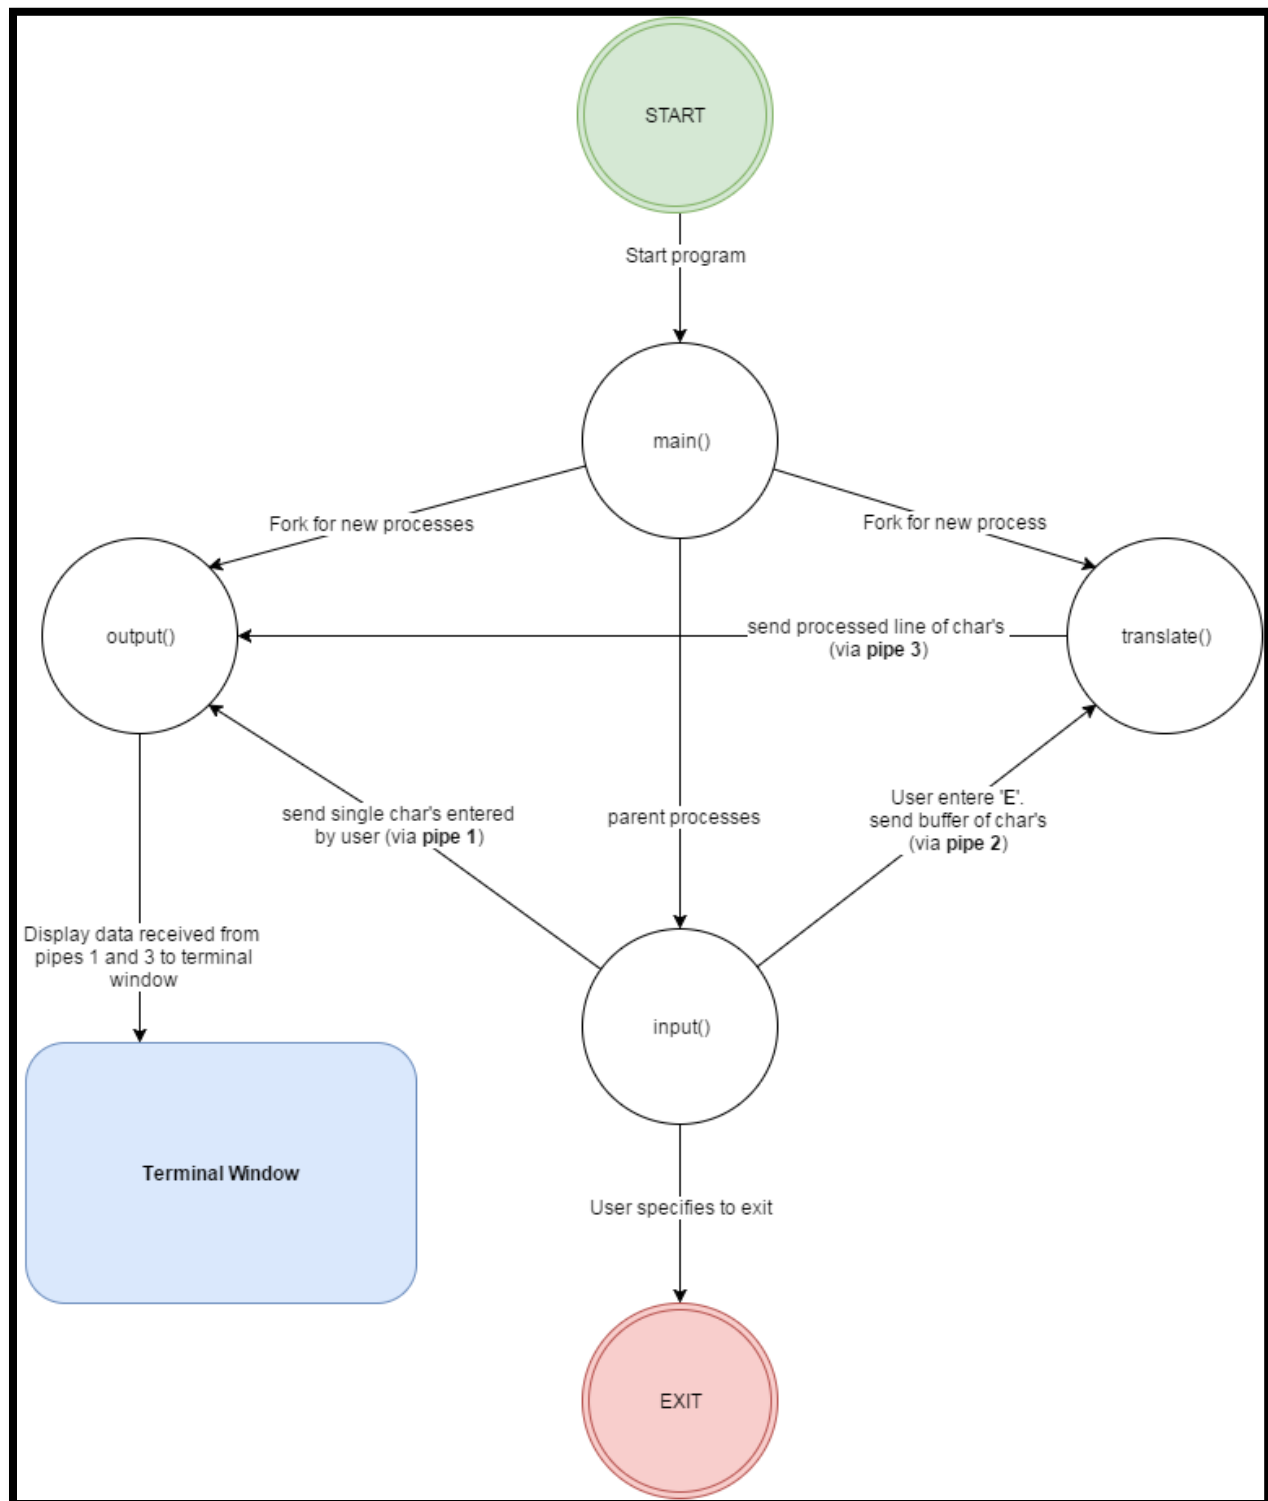 START
Start program
main()
Fork for new processes
Fork for new process
output()
send processed line of char's
(via pipe 3)
translate()
send single char's entered
by user (via pipe 1)
parent processes
User entere 'E'.
send buffer of char's
(via pipe 2)
Display data received from
pipes 1 and 3 to terminal
window
input()
Terminal Window
User specifies to exit
EXIT